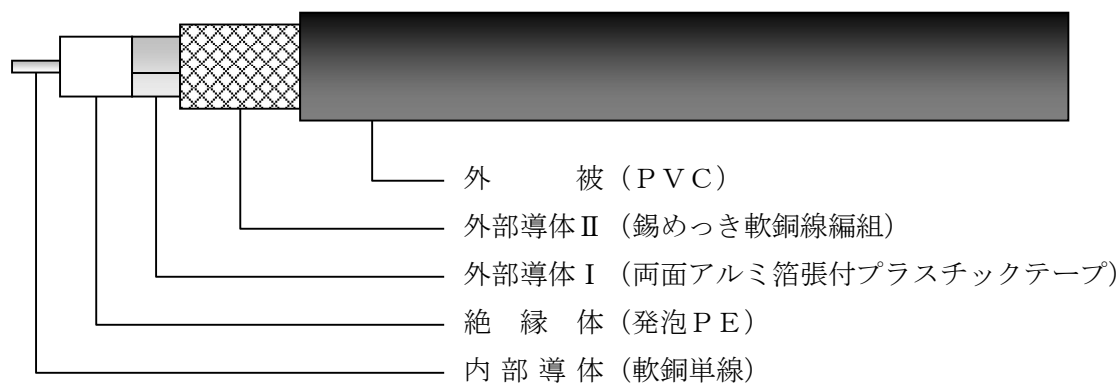 外　　被（ＰＶＣ）
外部導体Ⅱ（錫めっき軟銅線編組）
外部導体Ⅰ（両面アルミ箔張付プラスチックテープ）
絶　縁　体（発泡ＰＥ）
内 部 導 体（軟銅単線）